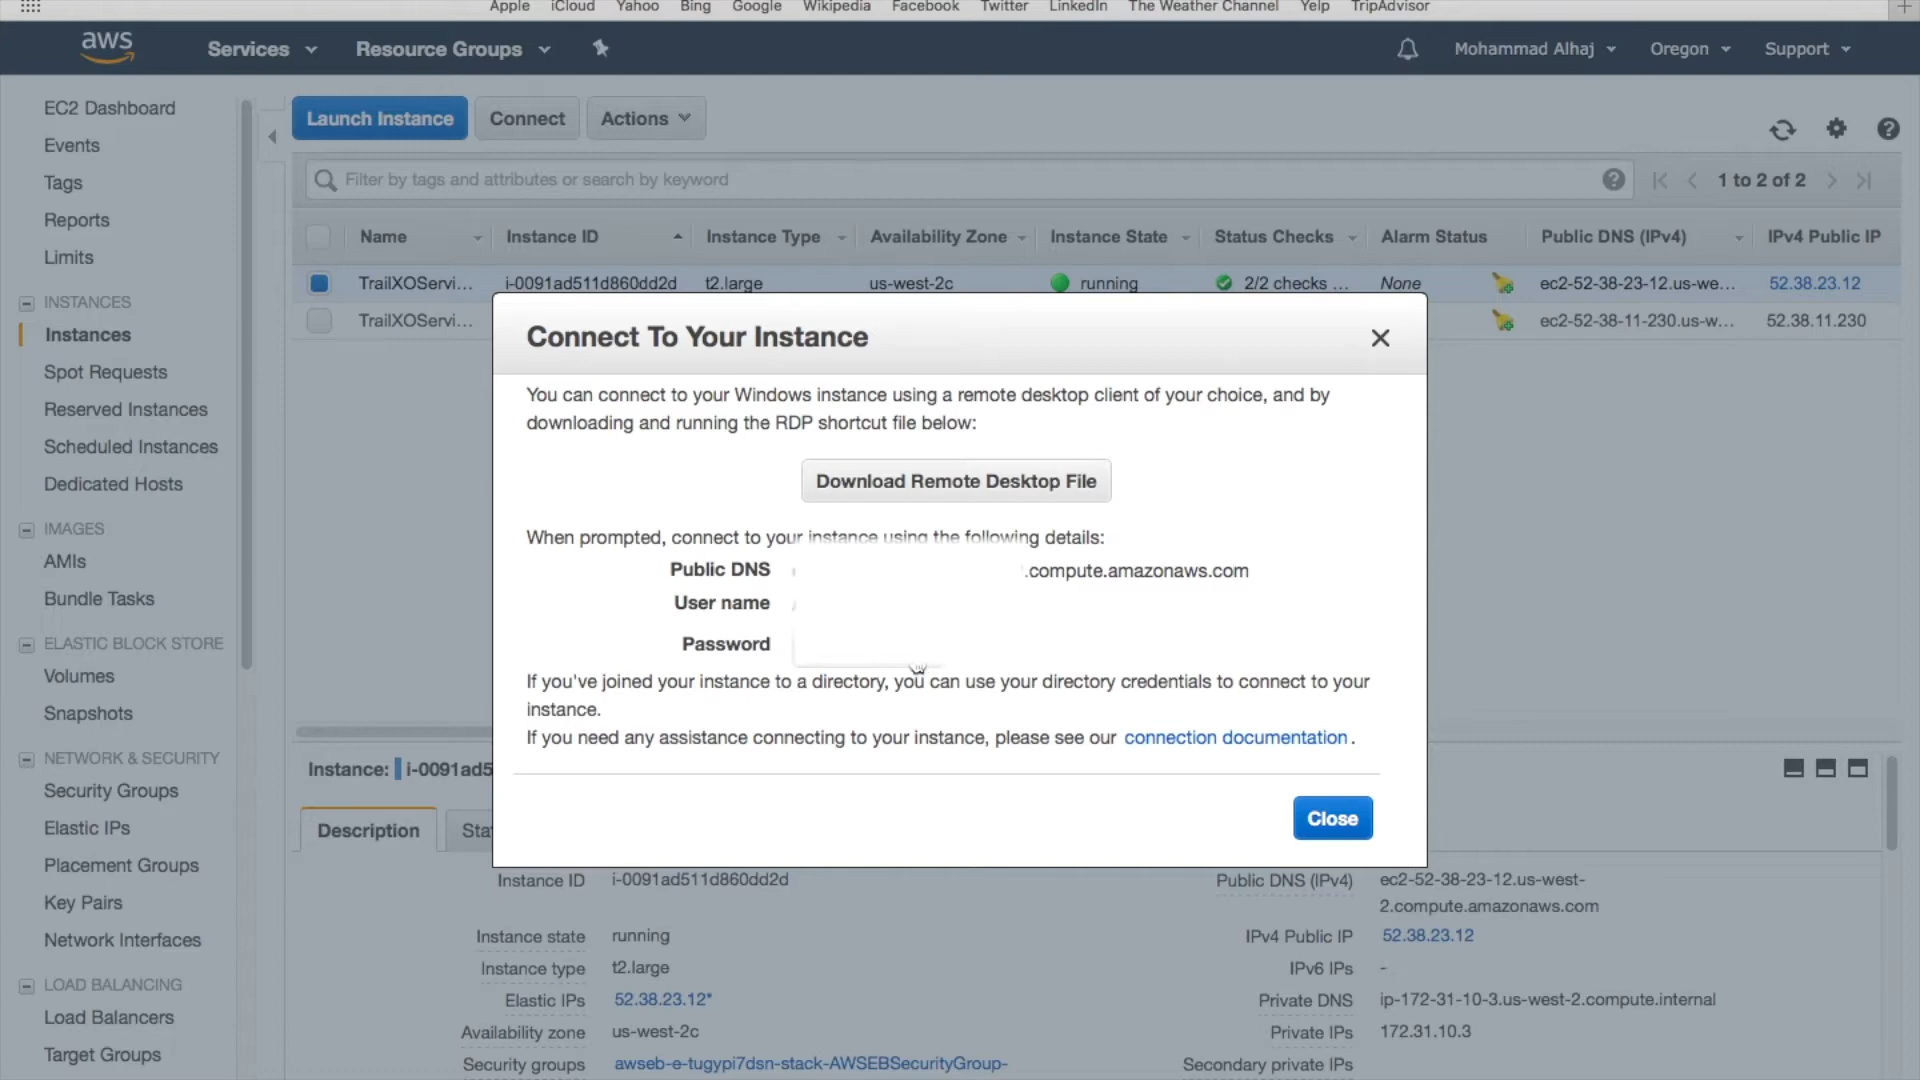 Apple iCloud Yahoo Bing Google Wikipedia Facebook Twitter LinkedIn The Weather Channel Yelp TripAdvisor
aws Services Resource Groups Mohammad Alhaj Oregon Support
EC2 Dashboard
Events
Tags
Reports
Limits
INSTANCES
Instances
Spot Requests
Reserved Instances
Scheduled Instances
Dedicated Hosts
IMAGES
AMIs
Bundle Tasks
ELASTIC BLOCK STORE
Volumes
Snapshots
NETWORK & SECURITY
Security Groups
Elastic IPs
Placement Groups
Key Pairs
Network Interfaces
LOAD BALANCING
Load Balancers
Target Groups
Launch Instance Connect Actions
Filter by tags and attributes or search by keyword 1 to 2 of 2
Name Instance ID Instance Type Availability Zone Instance State Status Checks Alarm Status Public DNS (IPv4) IPv4 Public IP
TrailXOServi... i-0091ad511d860dd2d t2.large us-west-2c running 2/2 checks ... None ec2-52-38-23-12.us-we... 52.38.23.12
TrailXOServi... ec2-52-38-11-230.us-w... 52.38.11.230
Connect To Your Instance
You can connect to your Windows instance using a remote desktop client of your choice, and by
downloading and running the RDP shortcut file below:
Download Remote Desktop File
When prompted, connect to your instance using the following details:
Public DNS .compute.amazonaws.com
User name
Password
If you've joined your instance to a directory, you can use your directory credentials to connect to your
instance.
If you need any assistance connecting to your instance, please see our connection documentation.
Close
Instance: i-0091ad5
Description Sta
Instance ID i-0091ad511d860dd2d
Instance state running
Instance type t2.large
Elastic IPs 52.38.23.12*
Availability zone us-west-2c
Security groups awseb-e-tugypi7dsn-stack-AWSEBSecurityGroup-
Public DNS (IPv4) ec2-52-38-23-12.us-west-
2.compute.amazonaws.com
IPv4 Public IP 52.38.23.12
IPv6 IPs -
Private DNS ip-172-31-10-3.us-west-2.compute.internal
Private IPs 172.31.10.3
Secondary private IPs